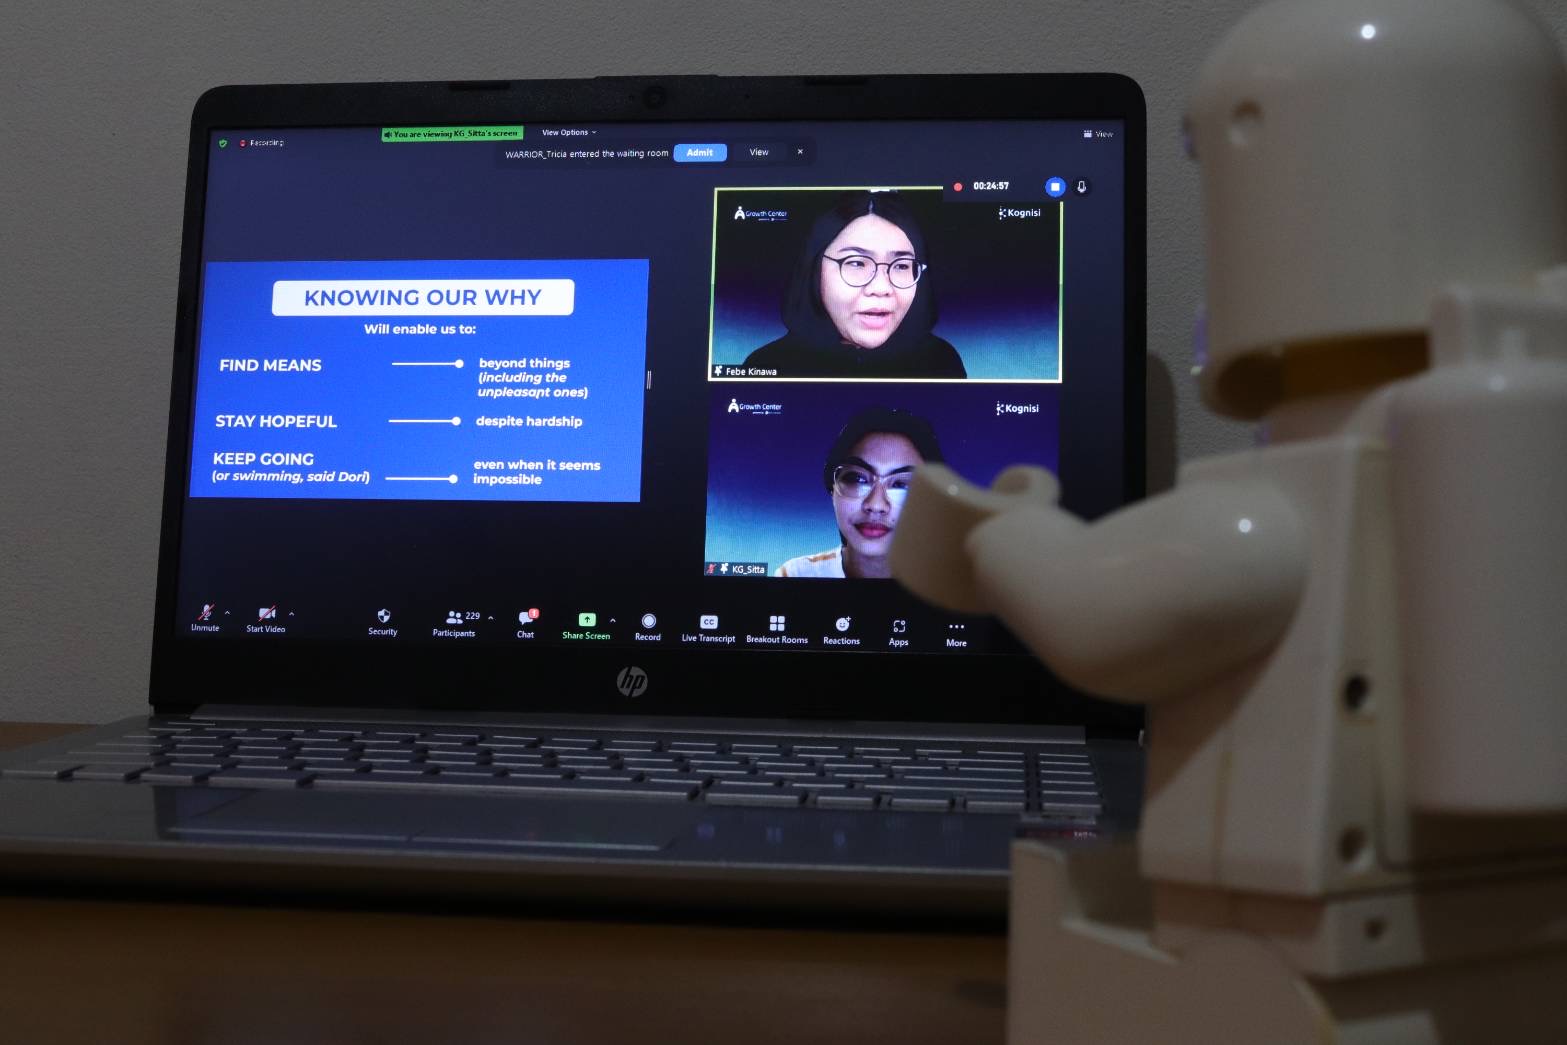 Recording
You are viewing KG_Sitta's screen
View Options
View
WARRIOR_Tricia entered the waiting room
Admit
View
00:24:57
KNOWING OUR WHY
Will enable us to:
FIND MEANS
beyond things
(including the
unpleasant ones)
STAY HOPEFUL
despite hardship
KEEP GOING
(or swimming, said Dori)
even when it seems
impossible
Growth Center
Kognisi
Febe Kinawa
Growth Center
Kognisi
KG_Sitta
Unmute
Start Video
Security
229
Participants
1
Chat
Share Screen
Record
CC
Live Transcript
Breakout Rooms
Reactions
Apps
More
hp